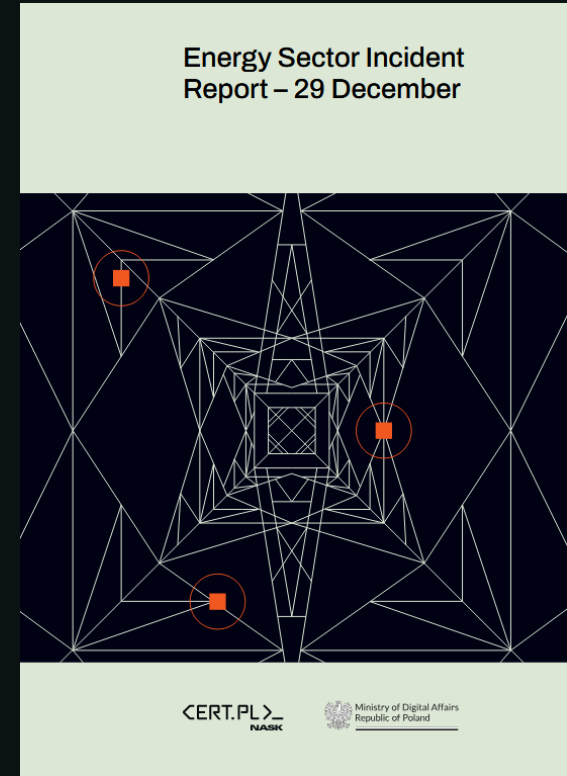 Energy Sector Incident
Report – 29 December
<CERT.PL>_
NASK
Ministry of Digital Affairs
Republic of Poland